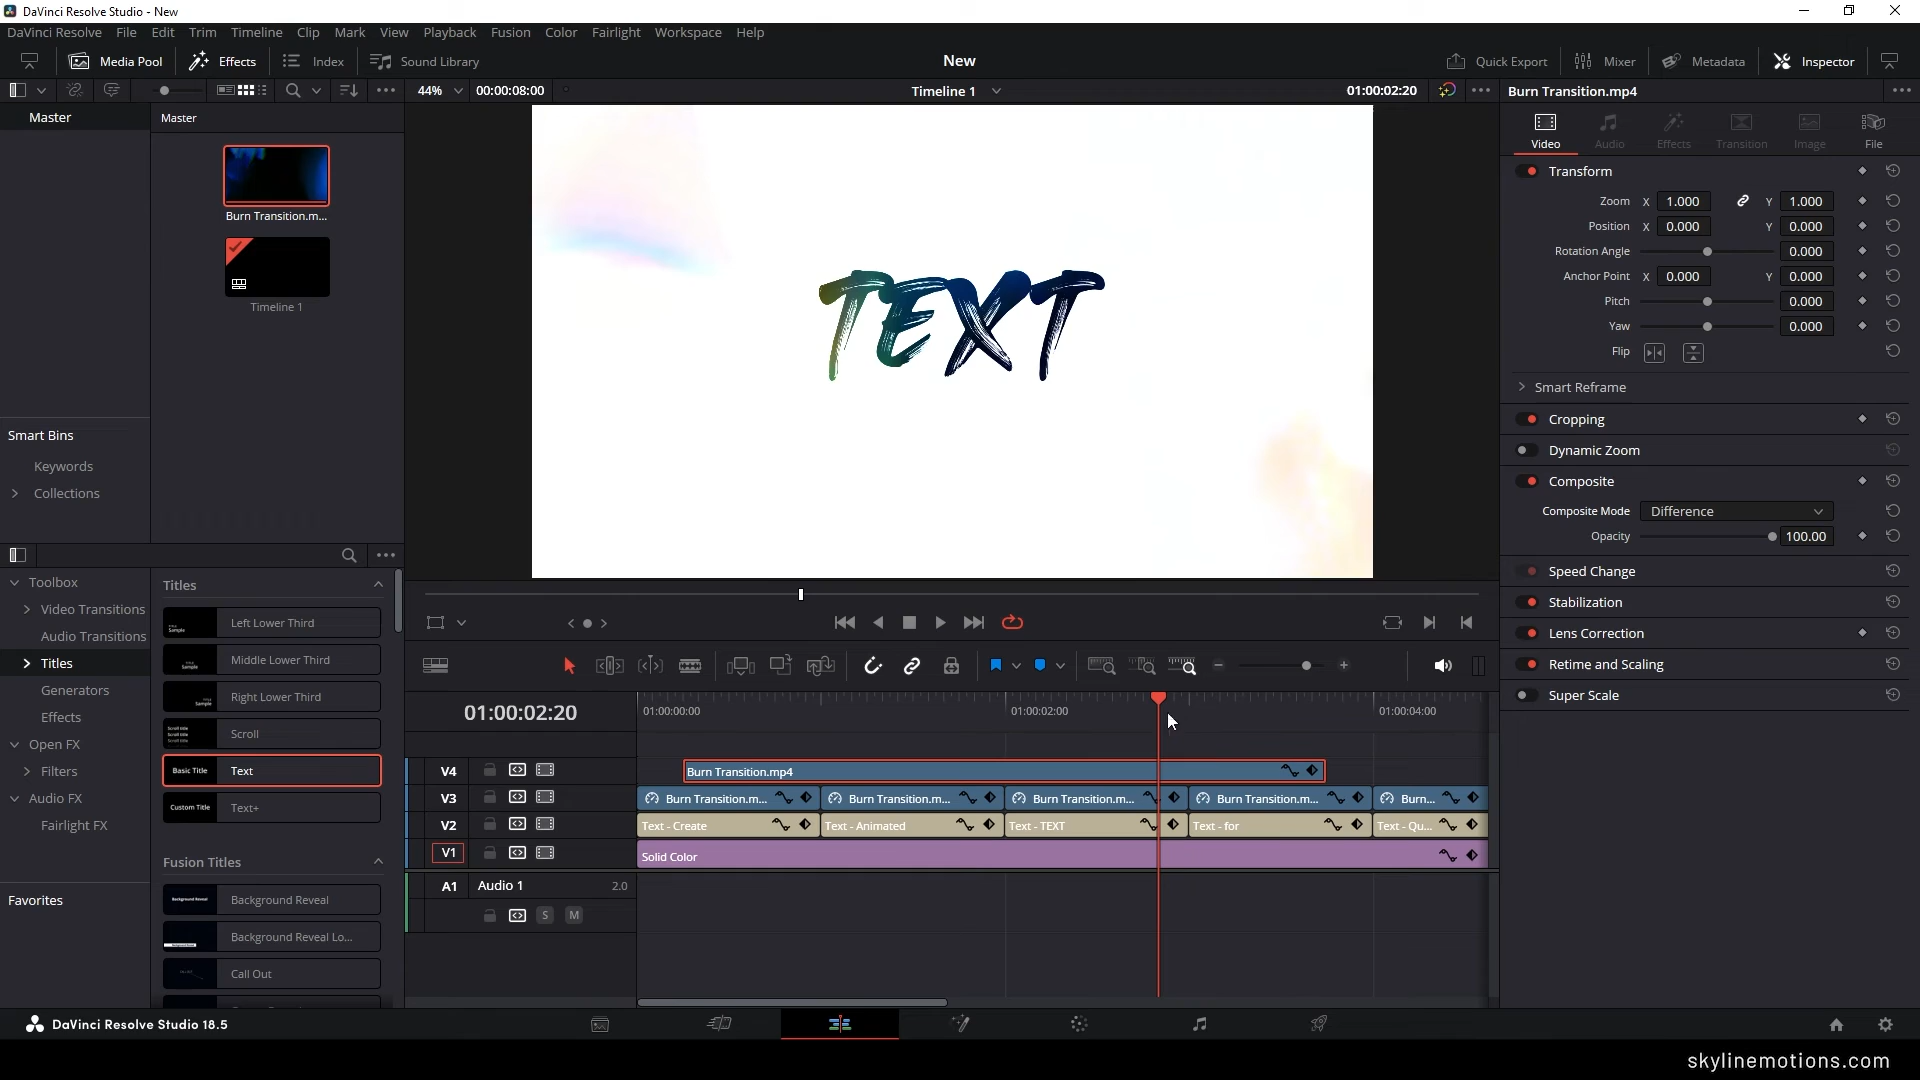 DaVinci Resolve Studio - New
DaVinci Resolve File Edit Trim Timeline Clip Mark View Playback Fusion Color Fairlight Workspace Help
Media Pool Effects Index Sound Library New Quick Export Mixer Metadata Inspector
44% 00:00:08:00 Timeline 1 01:00:02:20 Burn Transition.mp4
Master Master
Burn Transition.m...
Timeline 1
Smart Bins
Keywords
Collections
TEXT
Video Audio Effects Transition Image File
Transform
Zoom X 1.000 Y 1.000
Position X 0.000 Y 0.000
Rotation Angle 0.000
Anchor Point X 0.000 Y 0.000
Pitch 0.000
Yaw 0.000
Flip
Smart Reframe
Cropping
Dynamic Zoom
Composite
Composite Mode Difference
Opacity 100.00
Speed Change
Stabilization
Lens Correction
Retime and Scaling
Super Scale
Toolbox
Video Transitions
Audio Transitions
Titles
Generators
Effects
Open FX
Filters
Audio FX
Fairlight FX
Favorites
Titles
Left Lower Third
Middle Lower Third
Right Lower Third
Scroll
Basic Title Text
Custom Title Text+
Fusion Titles
Background Reveal Background Reveal
Background Reveal Lo...
Call Out
01:00:02:20 01:00:00:00 01:00:02:00 01:00:04:00
V4 Burn Transition.mp4
V3 Burn Transition.m... Burn Transition.m... Burn Transition.m... Burn Transition.m... Burn...
V2 Text - Create Text - Animated Text - TEXT Text - for Text - Qu...
V1 Solid Color
A1 Audio 1 2.0
S M
DaVinci Resolve Studio 18.5
skylinemotions.com